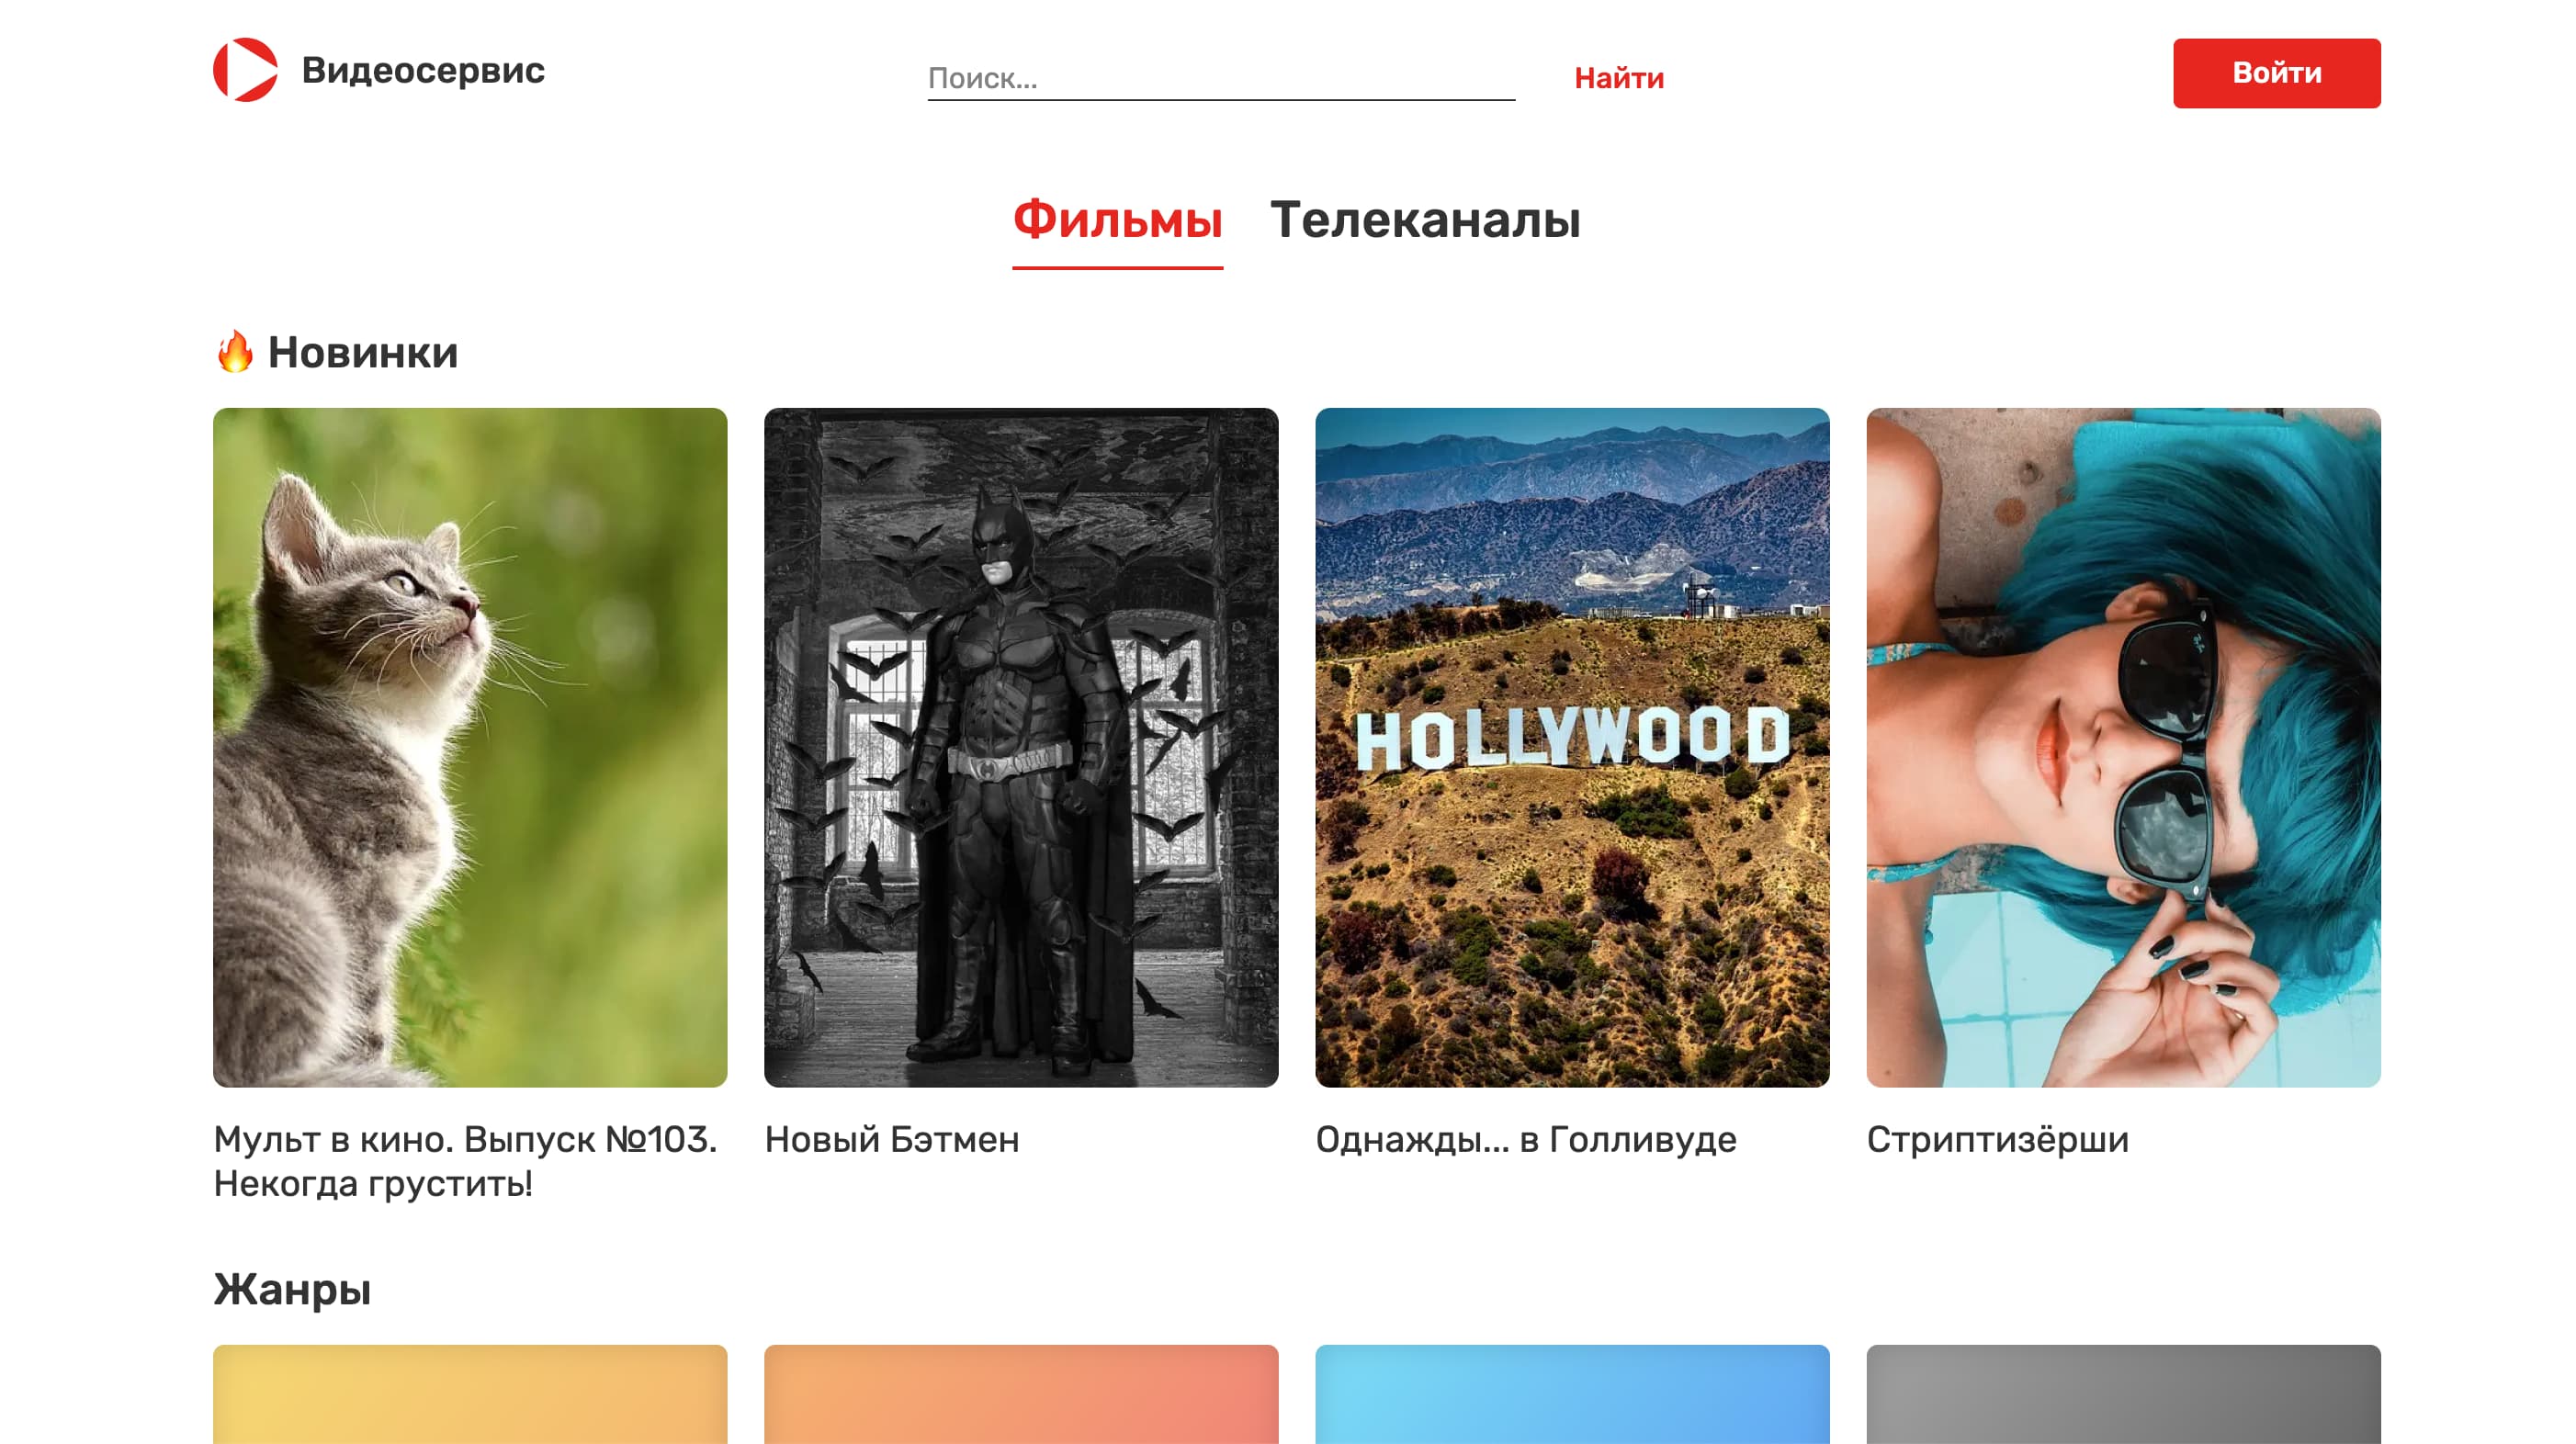 Видеосервис
Поиск...
Найти
Войти
Фильмы
Телеканалы
Новинки
HOLLYWOOD
Мульт в кино. Выпуск №103.
Некогда грустить!
Новый Бэтмен
Однажды... в Голливуде
Стриптизёрши
Жанры